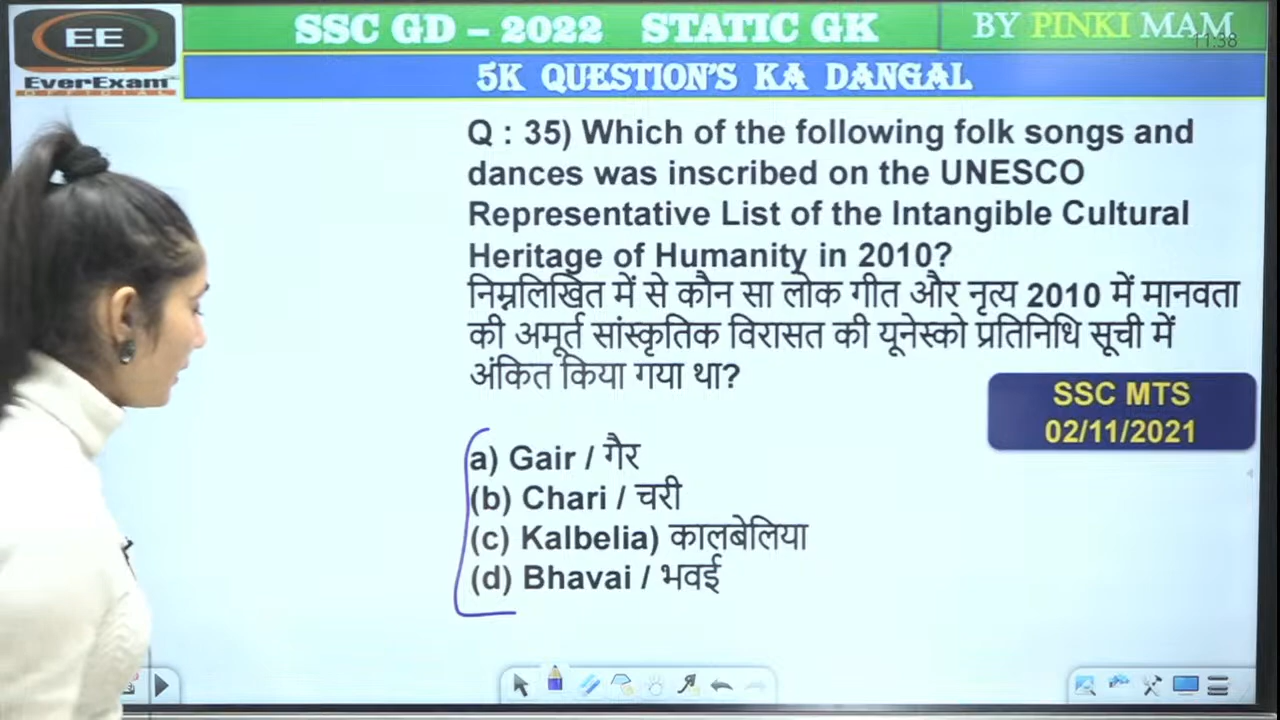 EE
EverExam
OFFICIAL
SSC GD – 2022 STATIC GK
BY PINKI MAM
11:38
5K QUESTION'S KA DANGAL
Q : 35) Which of the following folk songs and
dances was inscribed on the UNESCO
Representative List of the Intangible Cultural
Heritage of Humanity in 2010?
निम्नलिखित में से कौन सा लोक गीत और नृत्य 2010 में मानवता
की अमूर्त सांस्कृतिक विरासत की यूनेस्को प्रतिनिधि सूची में
अंकित किया गया था?
SSC MTS
02/11/2021
a) Gair / गैर
(b) Chari / चरी
(c) Kalbelia) कालबेलिया
(d) Bhavai / भवई